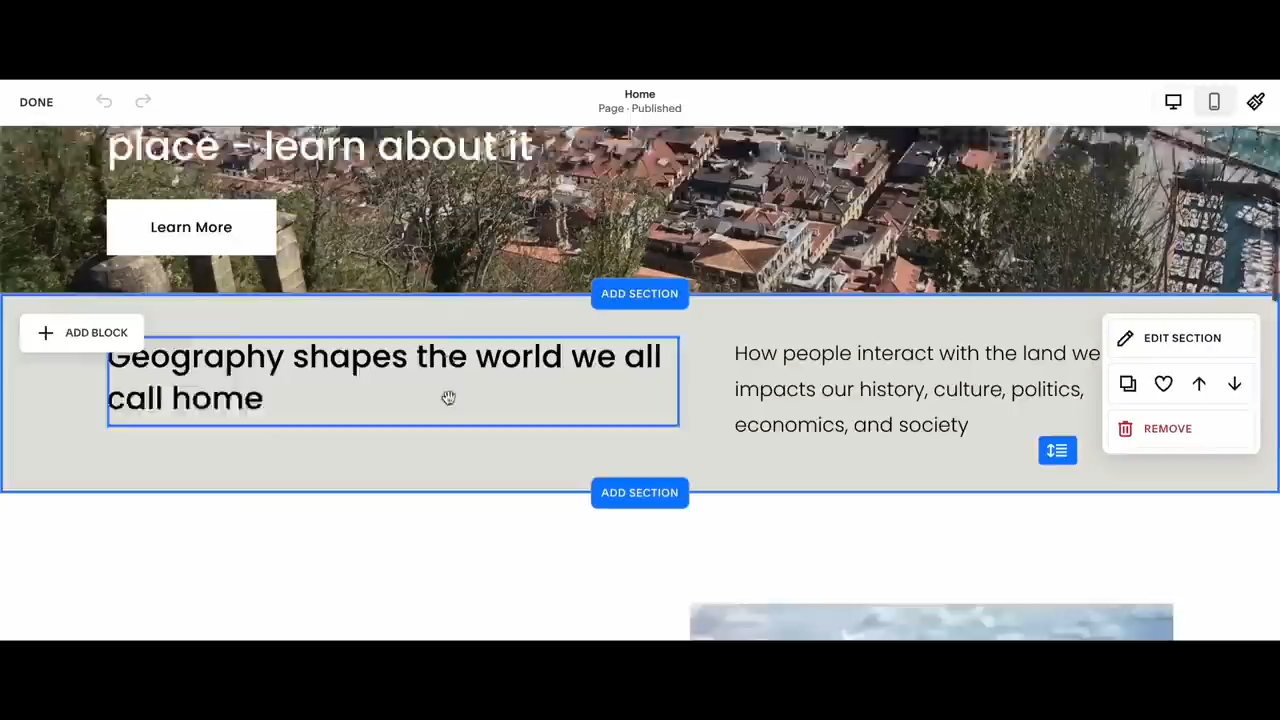 DONE
Home
Page · Published
place - learn about it
Learn More
ADD SECTION
ADD BLOCK
Geography shapes the world we all
call home
How people interact with the land we
impacts our history, culture, politics,
economics, and society
EDIT SECTION
REMOVE
ADD SECTION